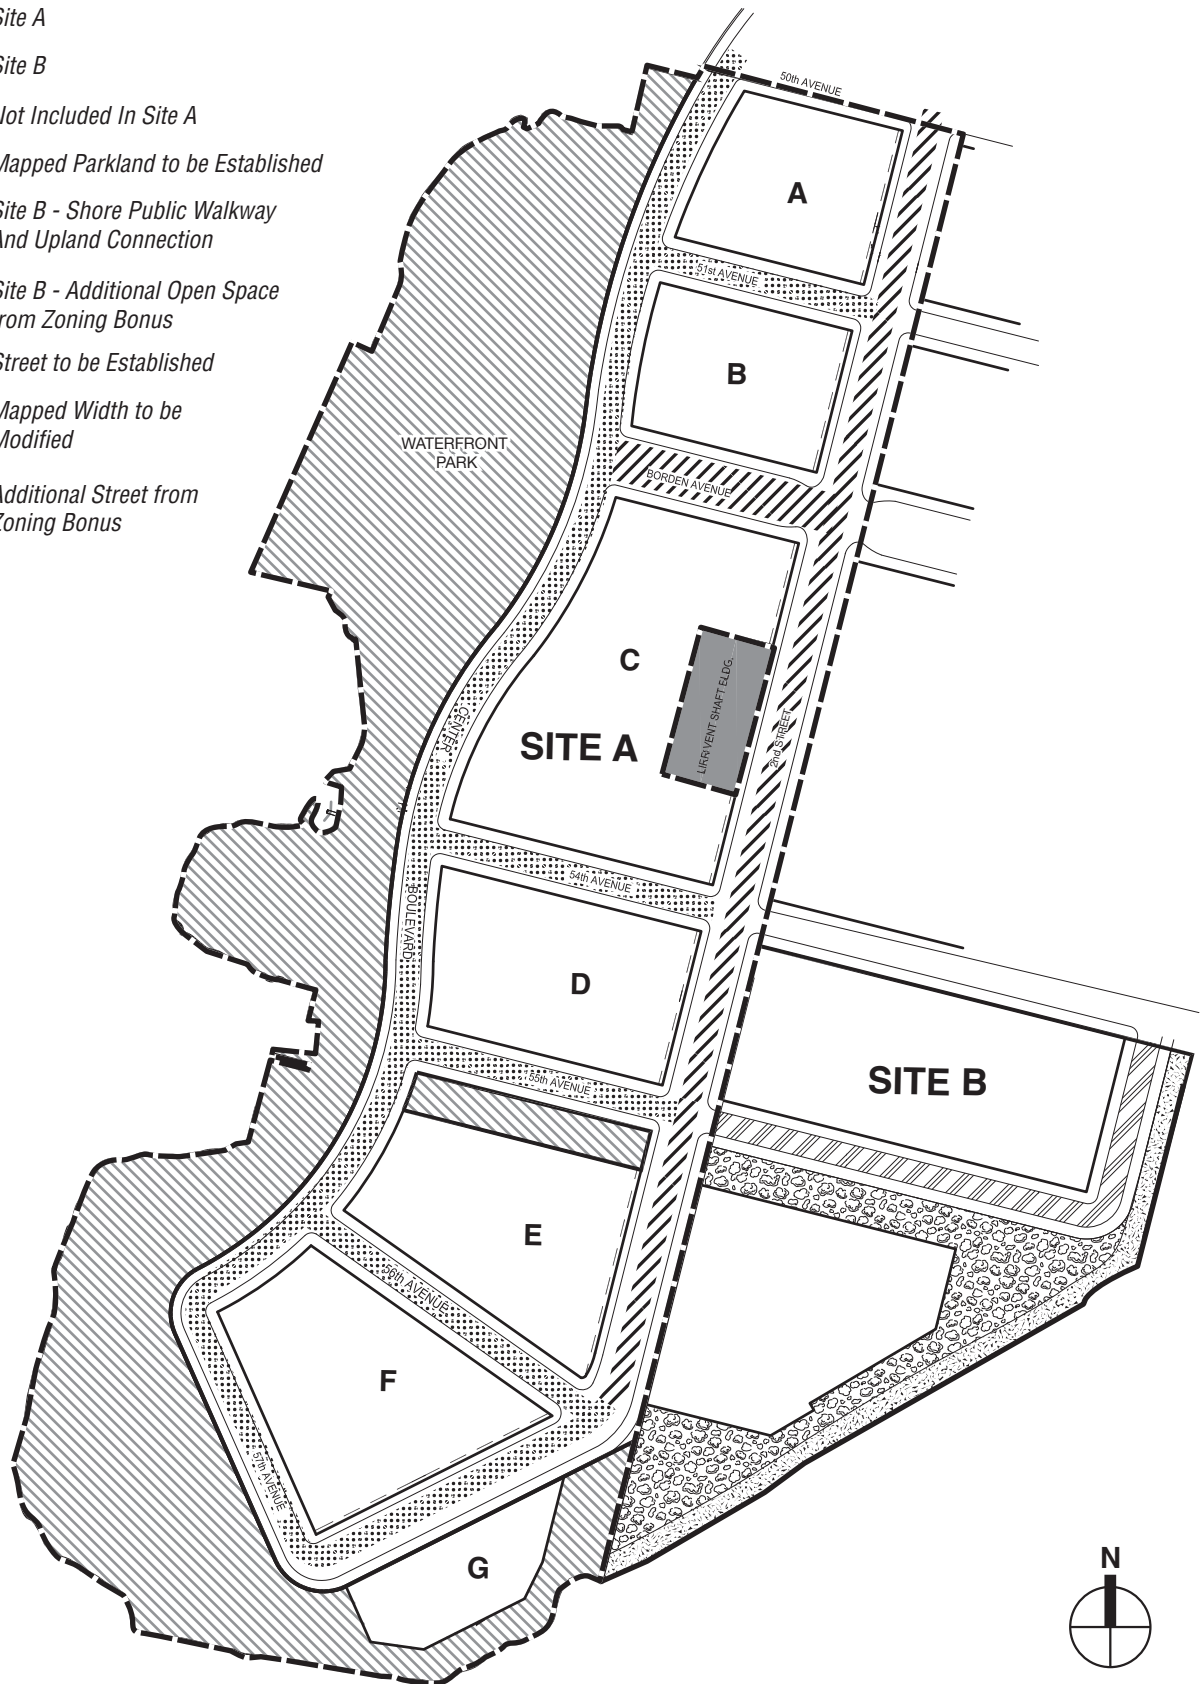 Site A
Site B
Not Included In Site A
Mapped Parkland to be Established
Site B - Shore Public Walkway
And Upland Connection
Site B - Additional Open Space
from Zoning Bonus
Street to be Established
Mapped Width to be
Modified
Additional Street from
Zoning Bonus
50th AVENUE
A
51st AVENUE
B
WATERFRONT
PARK
BORDEN AVENUE
C
LIRR VENT SHAFT BLDG.
2nd STREET
CENTER
SITE A
54th AVENUE
BOULEVARD
D
55th AVENUE
SITE B
E
56th AVENUE
F
57th AVENUE
G
N